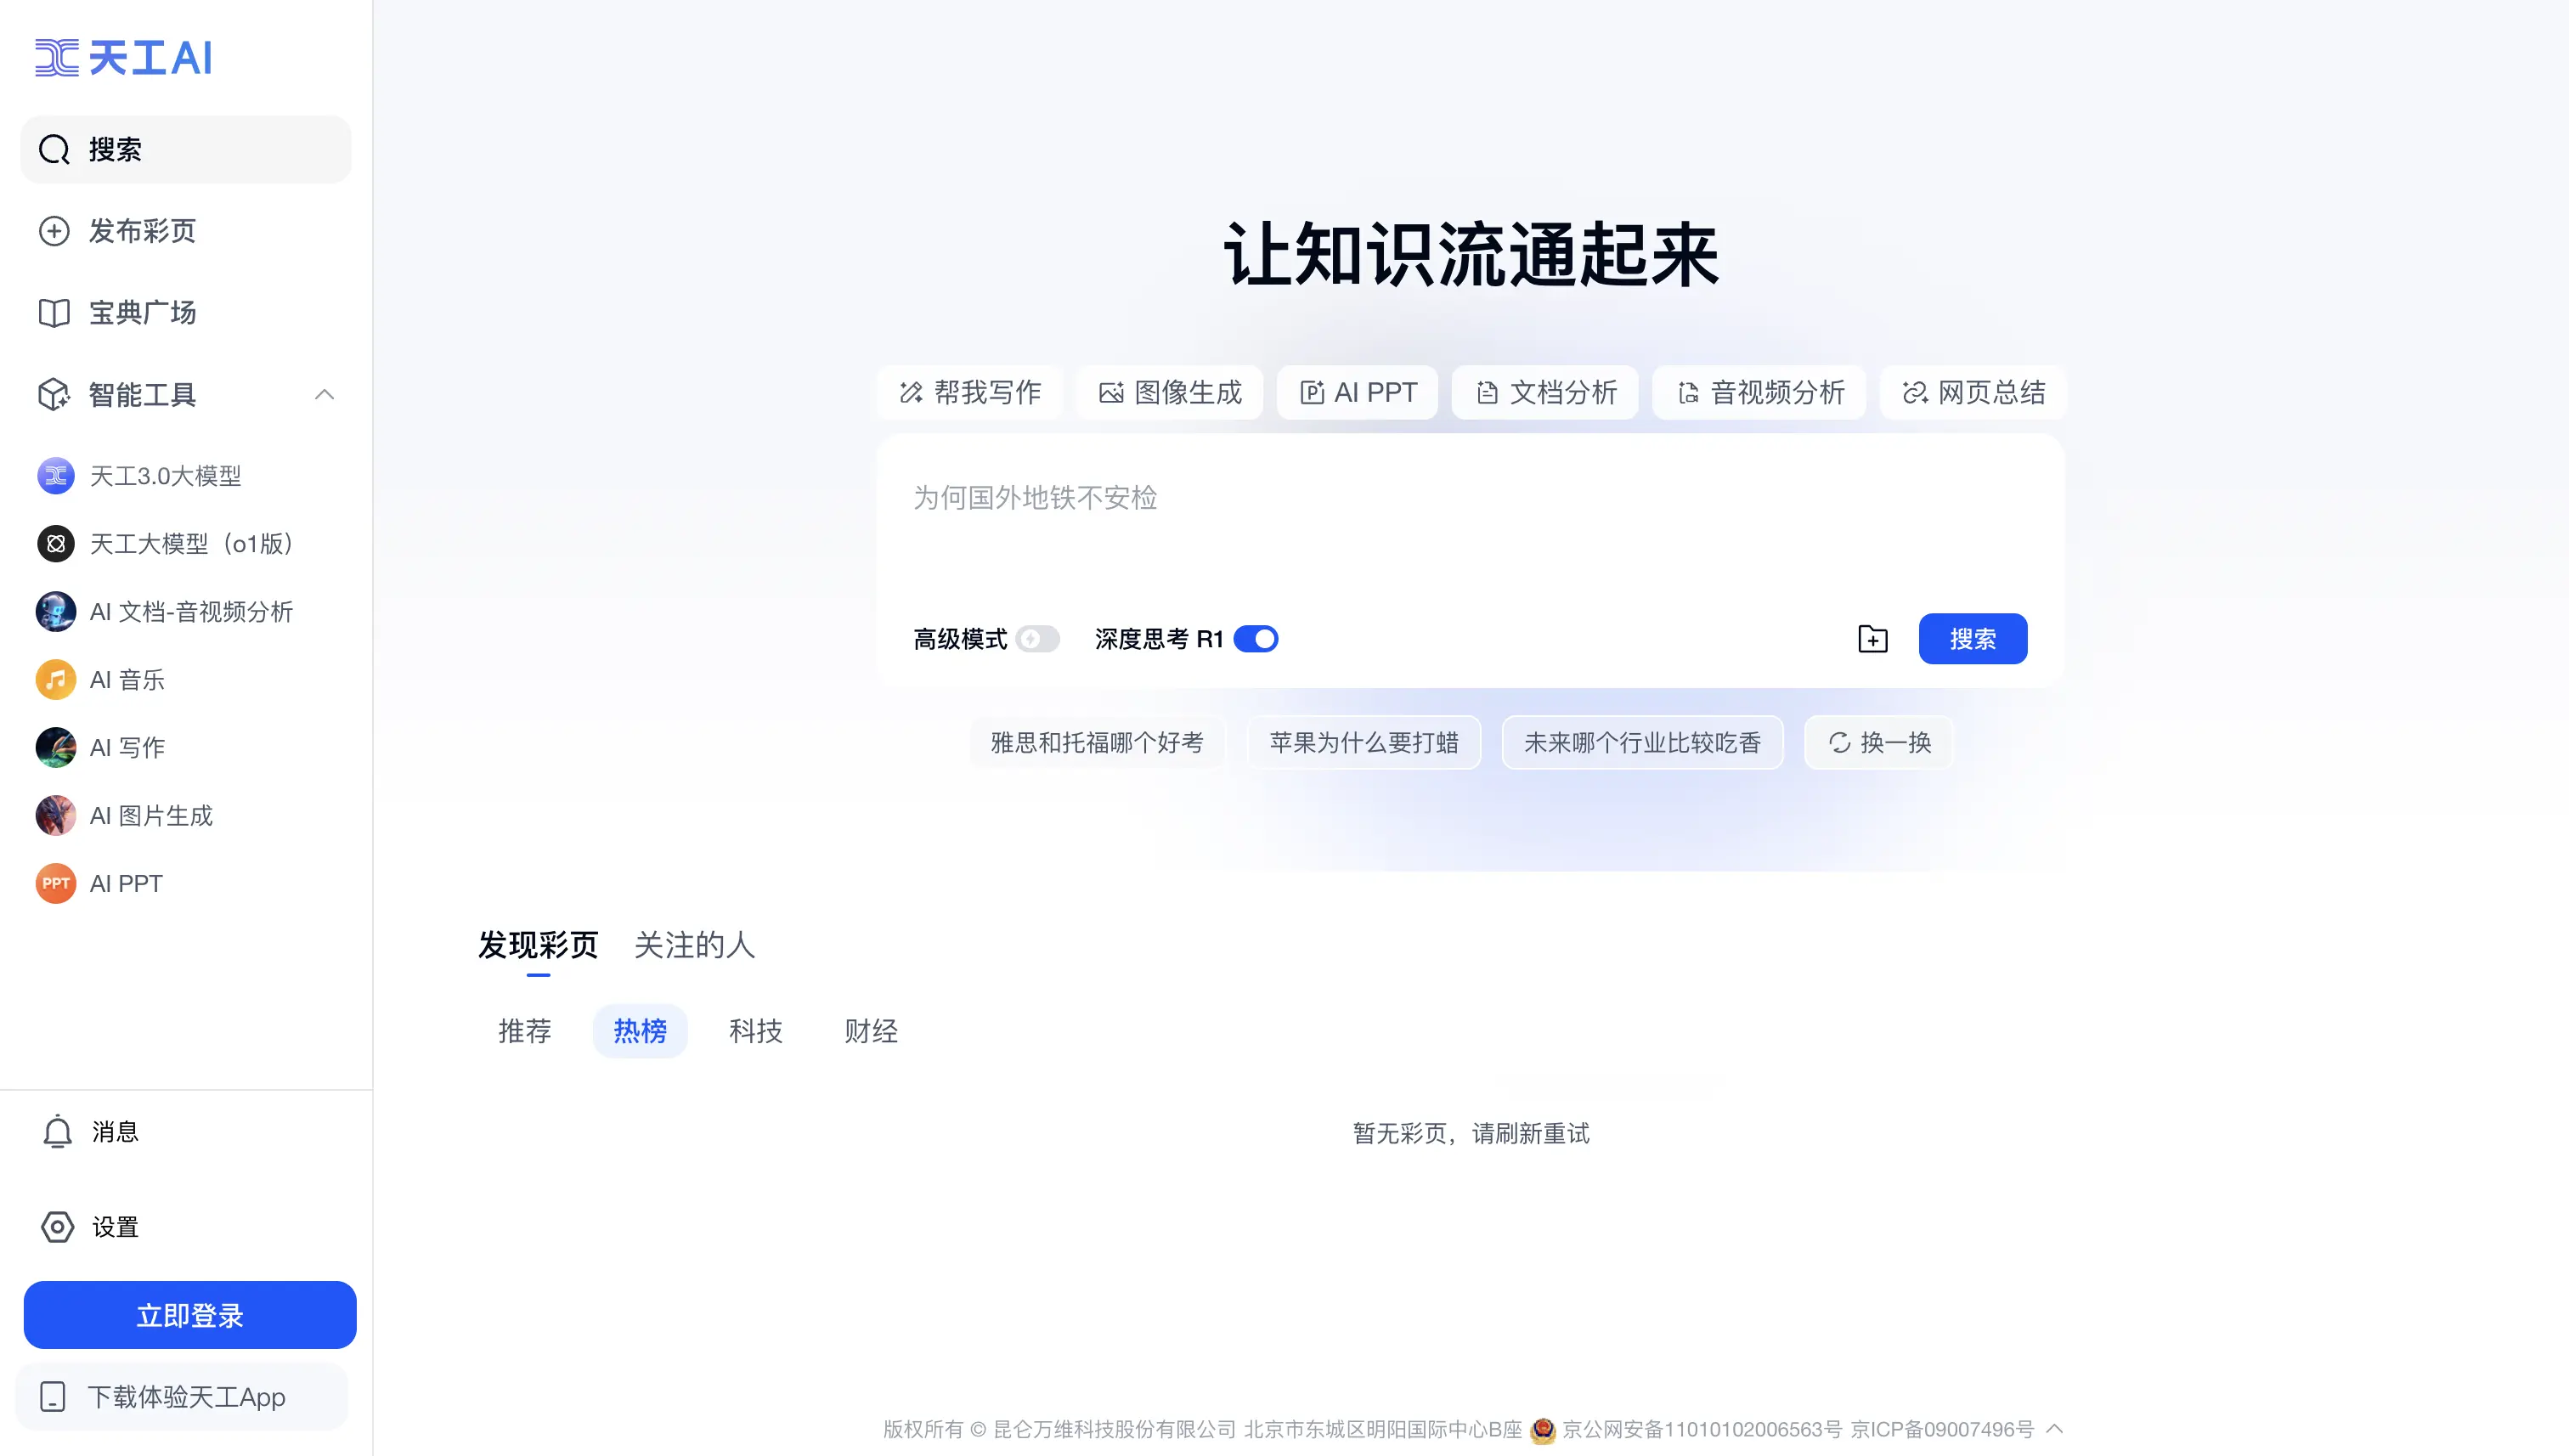 天工AI
搜索
发布彩页
宝典广场
智能工具
天工3.0大模型
天工大模型（o1版）
AI 文档-音视频分析
AI 音乐
AI 写作
AI 图片生成
PPT AI PPT
消息
设置
立即登录
下载体验天工App
让知识流通起来
帮我写作 图像生成 AI PPT 文档分析 音视频分析 网页总结
为何国外地铁不安检
高级模式 深度思考 R1 搜索
雅思和托福哪个好考 苹果为什么要打蜡 未来哪个行业比较吃香 换一换
发现彩页 关注的人
推荐 热榜 科技 财经
暂无彩页，请刷新重试
版权所有 © 昆仑万维科技股份有限公司 北京市东城区明阳国际中心B座 京公网安备11010102006563号 京ICP备09007496号